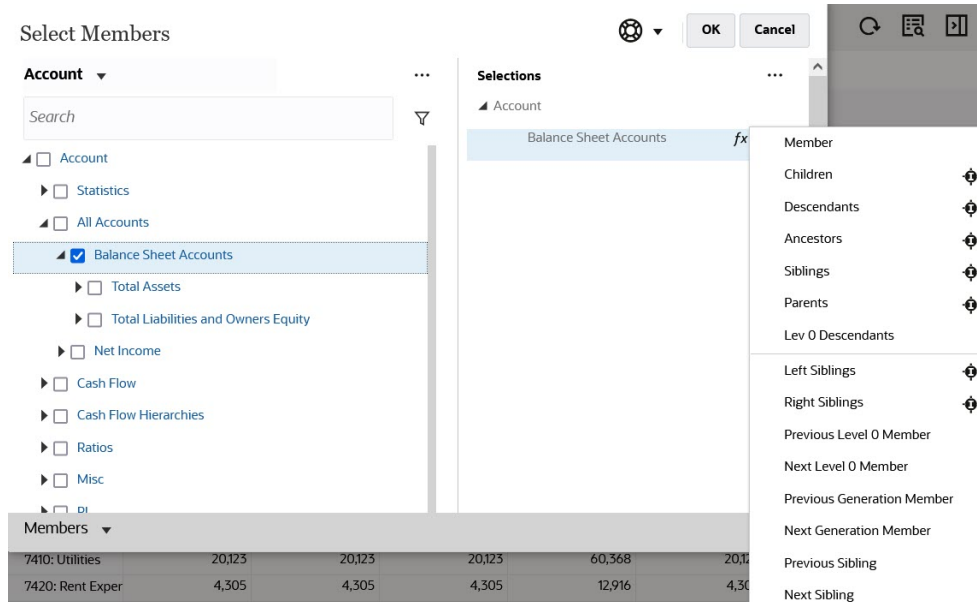 Select Members
OK
Cancel
Account
Search
Account
Statistics
All Accounts
Balance Sheet Accounts
Total Assets
Total Liabilities and Owners Equity
Net Income
Cash Flow
Cash Flow Hierarchies
Ratios
Misc
Members
Selections
Account
Balance Sheet Accounts fx
Member
Children
Descendants
Ancestors
Siblings
Parents
Lev 0 Descendants
Left Siblings
Right Siblings
Previous Level 0 Member
Next Level 0 Member
Previous Generation Member
Next Generation Member
Previous Sibling
Next Sibling
7410: Utilities 20,123 20,123 20,123 60,368
7420: Rent Exper 4,305 4,305 4,305 12,916